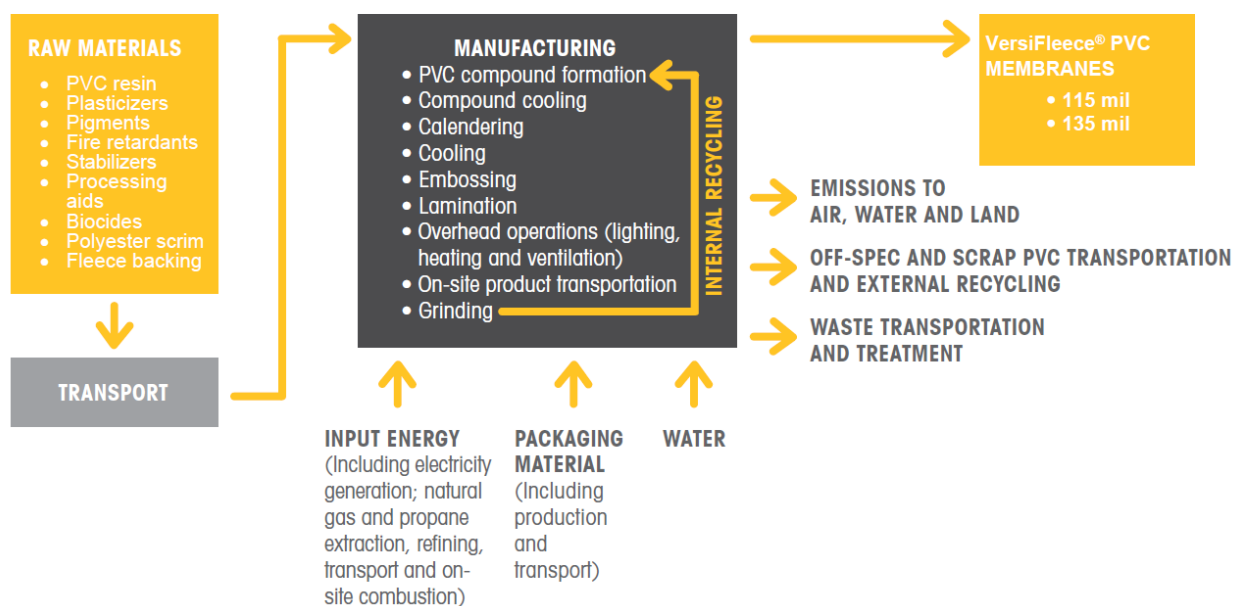 RAW MATERIALS
• PVC resin
• Plasticizers
• Pigments
• Fire retardants
• Stabilizers
• Processing
aids
• Biocides
• Polyester scrim
• Fleece backing
TRANSPORT
MANUFACTURING
• PVC compound formation
• Compound cooling
• Calendering
• Cooling
• Embossing
• Lamination
• Overhead operations (lighting,
heating and ventilation)
• On-site product transportation
• Grinding
INTERNAL RECYCLING
INPUT ENERGY
(Including electricity
generation; natural
gas and propane
extraction, refining,
transport and on-
site combustion)
PACKAGING
MATERIAL
(Including
production
and
transport)
WATER
VersiFleece® PVC
MEMBRANES
• 115 mil
• 135 mil
EMISSIONS TO
AIR, WATER AND LAND
OFF-SPEC AND SCRAP PVC TRANSPORTATION
AND EXTERNAL RECYCLING
WASTE TRANSPORTATION
AND TREATMENT